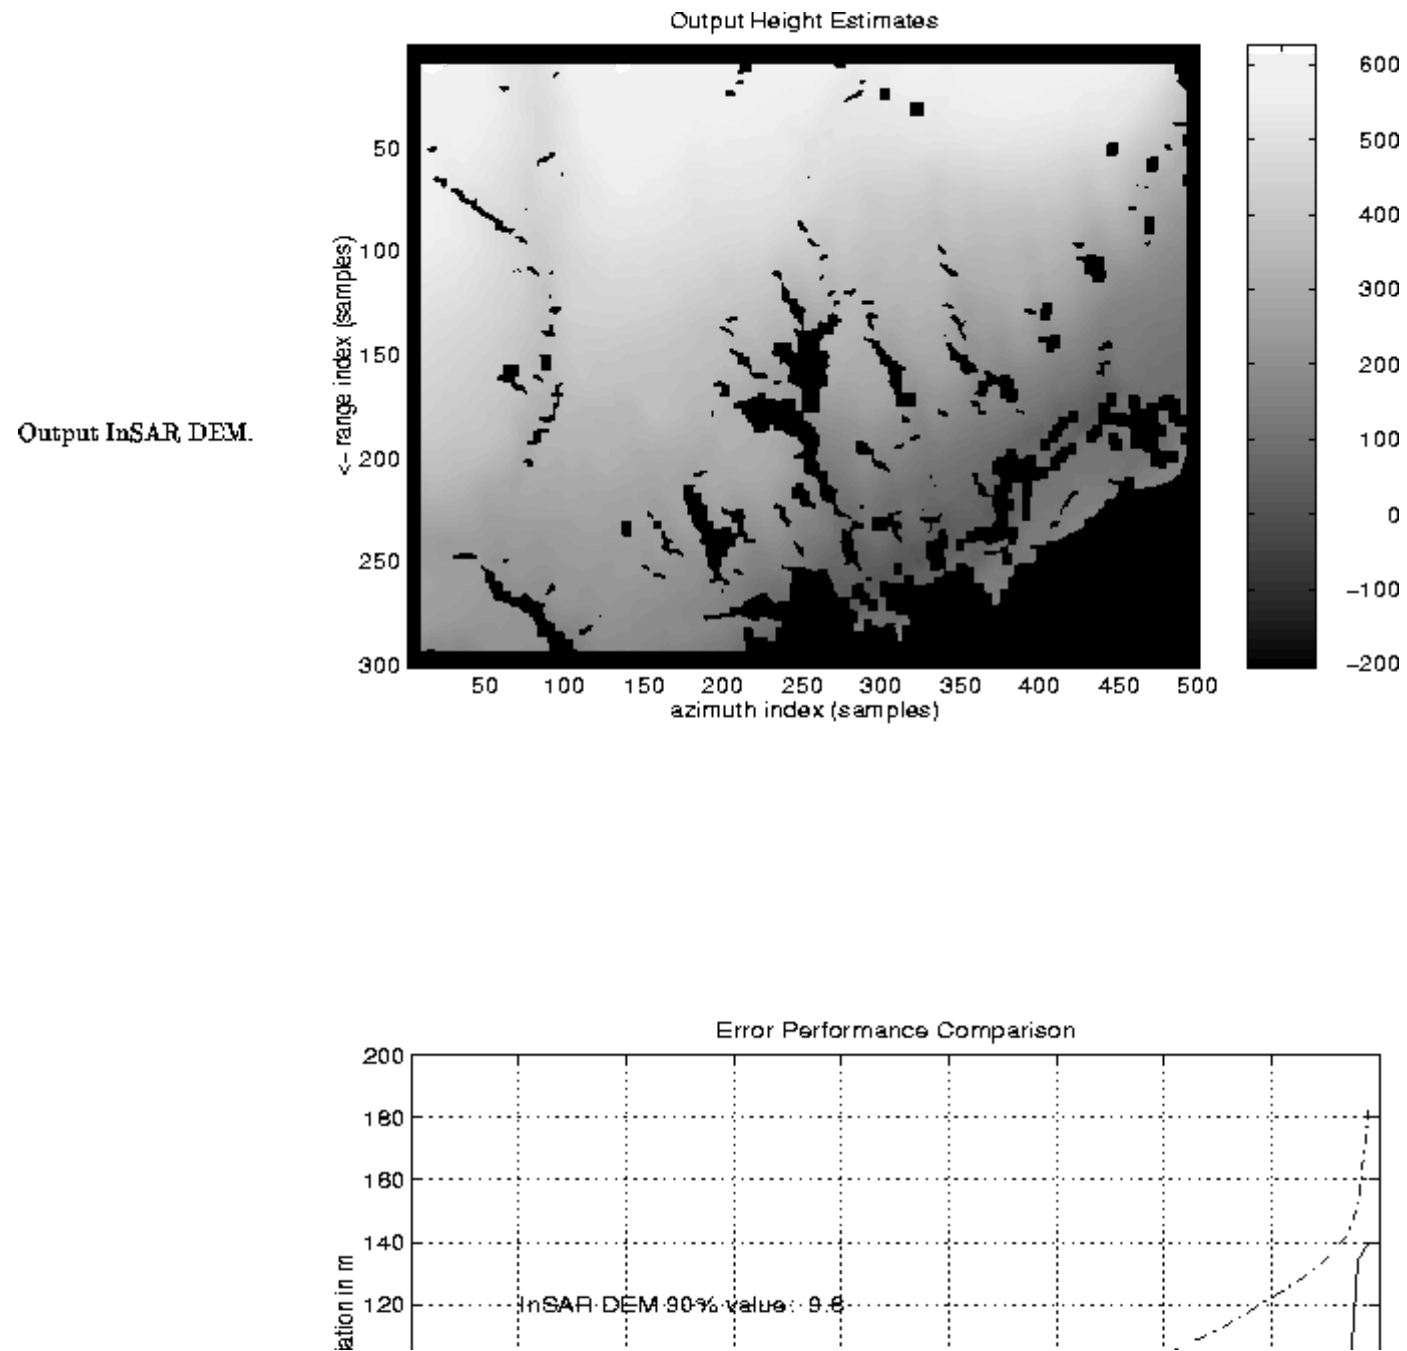 Output Height Estimates
Output InSAR DEM.
<- range index (samples)
50
100
150
200
250
300
50 100 150 200 250 300 350 400 450 500
azimuth index (samples)
600
500
400
300
200
100
0
-100
-200
Error Performance Comparison
200
180
160
140
120
InSAR DEM 90% value:
in m